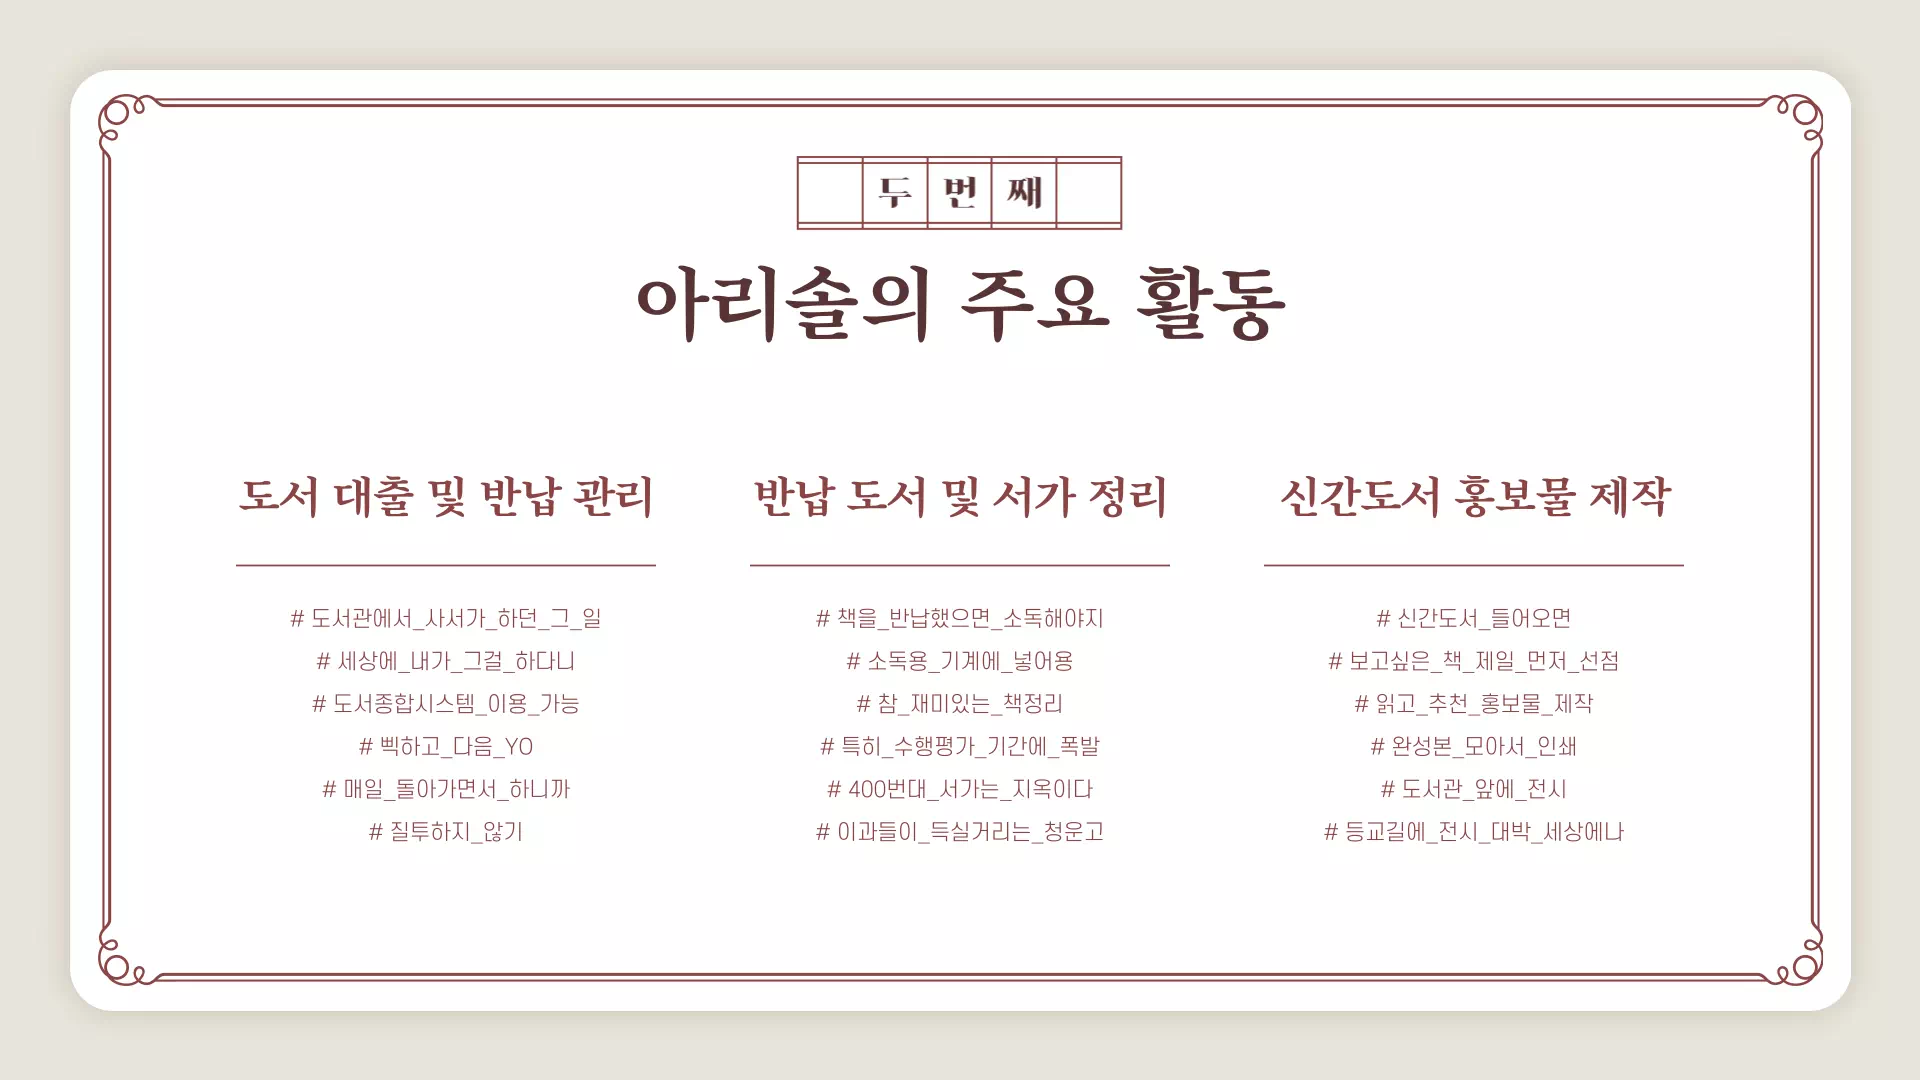 두번째
아리솔의 주요 활동
도서 대출 및 반납 관리
# 도서관에서_사서가_하던_그_일
# 세상에_내가_그걸_하다니
# 도서종합시스템_이용_가능
# 삑하고_다음_YO
# 매일_돌아가면서_하니까
# 질투하지_않기
반납 도서 및 서가 정리
# 책을_반납했으면_소독해야지
# 소독용_기계에_넣어용
# 참_재미있는_책정리
# 특히_수행평가_기간에_폭발
# 400번대_서가는_지옥이다
# 이과들이_득실거리는_청운고
신간도서 홍보물 제작
# 신간도서_들어오면
# 보고싶은_책_제일_먼저_선점
# 읽고_추천_홍보물_제작
# 완성본_모아서_인쇄
# 도서관_앞에_전시
# 등교길에_전시_대박_세상에나